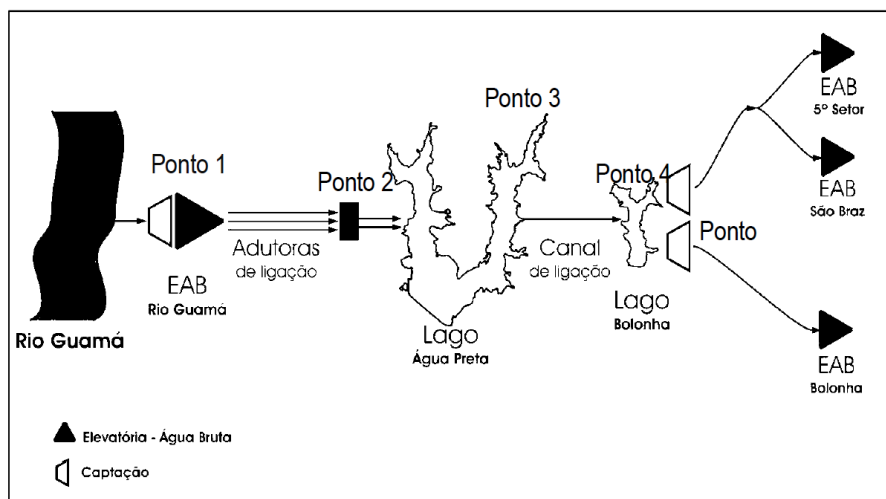 Ponto 3
EAB
5º Setor
Ponto 1
Ponto 2
Ponto 4
EAB
São Braz
Ponto
Adutoras
de ligação
Canal
de ligação
EAB
Rio Guamá
Lago
Bolonha
Rio Guamá
Lago
Água Preta
EAB
Bolonha
Elevatória - Água Bruta
Captação